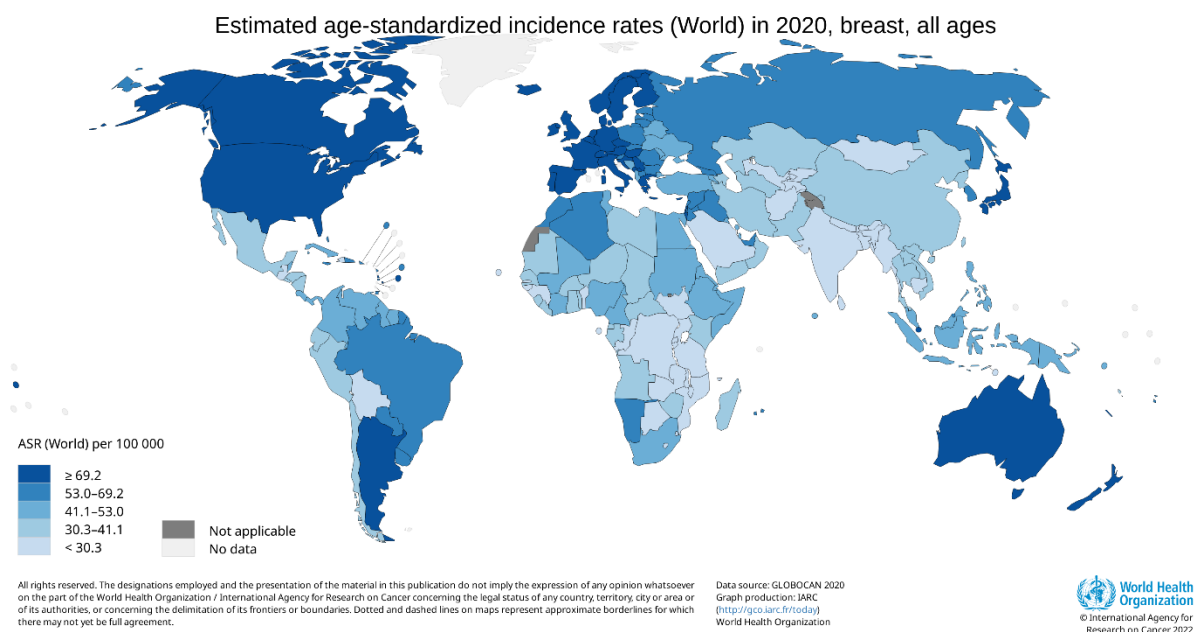 Estimated age-standardized incidence rates (World) in 2020, breast, all ages
ASR (World) per 100 000
≥ 69.2
53.0–69.2
41.1–53.0
30.3–41.1
< 30.3
Not applicable
No data
All rights reserved. The designations employed and the presentation of the material in this publication do not imply the expression of any opinion whatsoever
on the part of the World Health Organization / International Agency for Research on Cancer concerning the legal status of any country, territory, city or area or
of its authorities, or concerning the delimitation of its frontiers or boundaries. Dotted and dashed lines on maps represent approximate borderlines for which
there may not yet be full agreement.
Data source: GLOBOCAN 2020
Graph production: IARC
(http://gco.iarc.fr/today)
World Health Organization
World Health
Organization
© International Agency for
Research on Cancer 2022